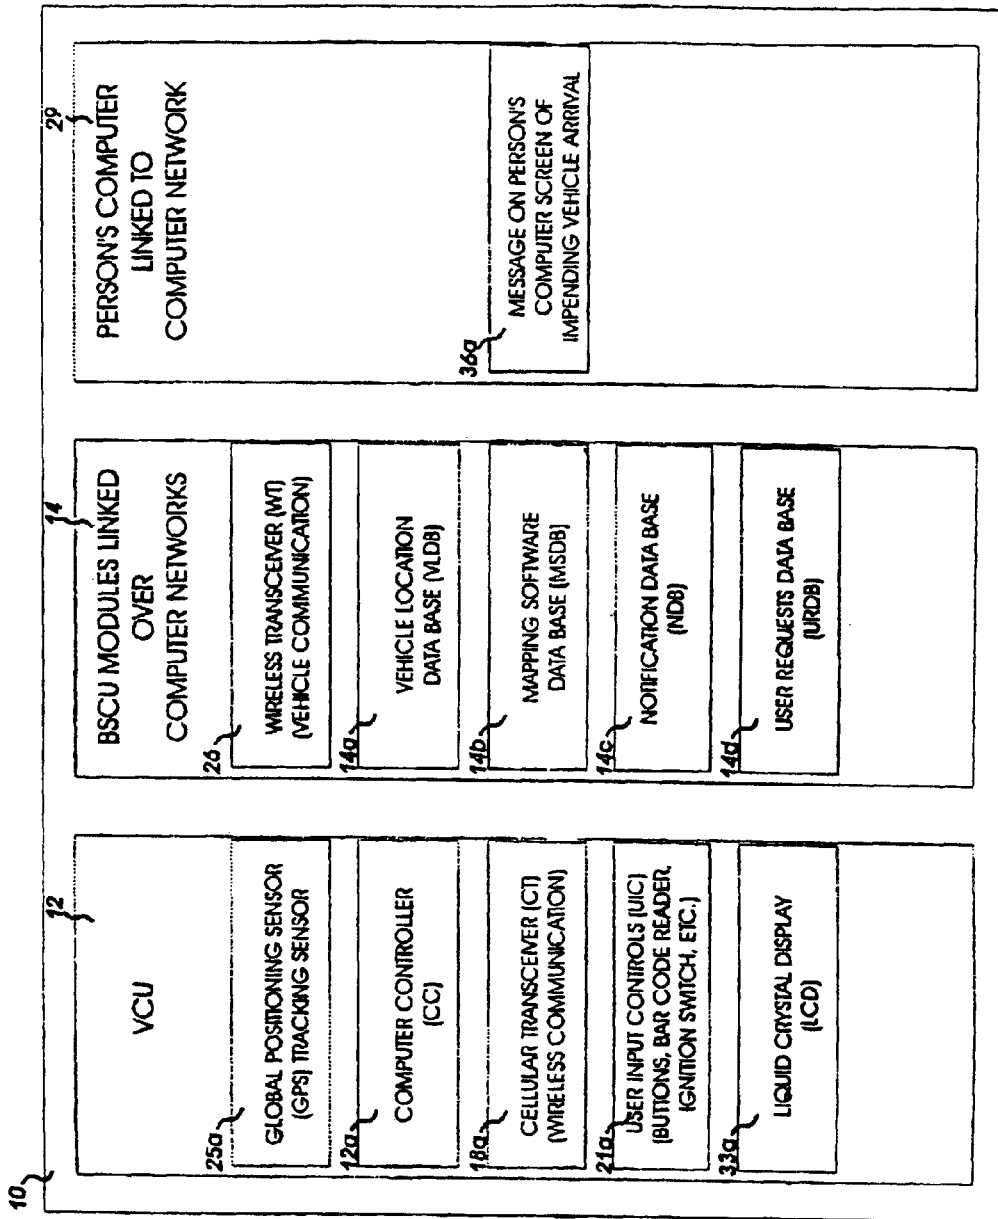 10
12
VCU
25a
GLOBAL POSITIONING SENSOR
(GPS) TRACKING SENSOR
12a
COMPUTER CONTROLLER
(CC)
18a
CELLULAR TRANSCEIVER (CT)
(WIRELESS COMMUNICATION)
21a
USER INPUT CONTROLS (UIC)
(BUTTONS, BAR CODE READER,
IGNITION SWITCH, ETC.)
33a
LIQUID CRYSTAL DISPLAY
(LCD)
14
BSCU MODULES LINKED
OVER
COMPUTER NETWORKS
26
WIRELESS TRANSCEIVER (WT)
(VEHICLE COMMUNICATION)
14a
VEHICLE LOCATION
DATA BASE (VLDB)
14b
MAPPING SOFTWARE
DATA BASE (MSDB)
14c
NOTIFICATION DATA BASE
(NDB)
14d
USER REQUESTS DATA BASE
(URDB)
29
PERSON'S COMPUTER
LINKED TO
COMPUTER NETWORK
36a
MESSAGE ON PERSON'S
COMPUTER SCREEN OF
IMPENDING VEHICLE ARRIVAL